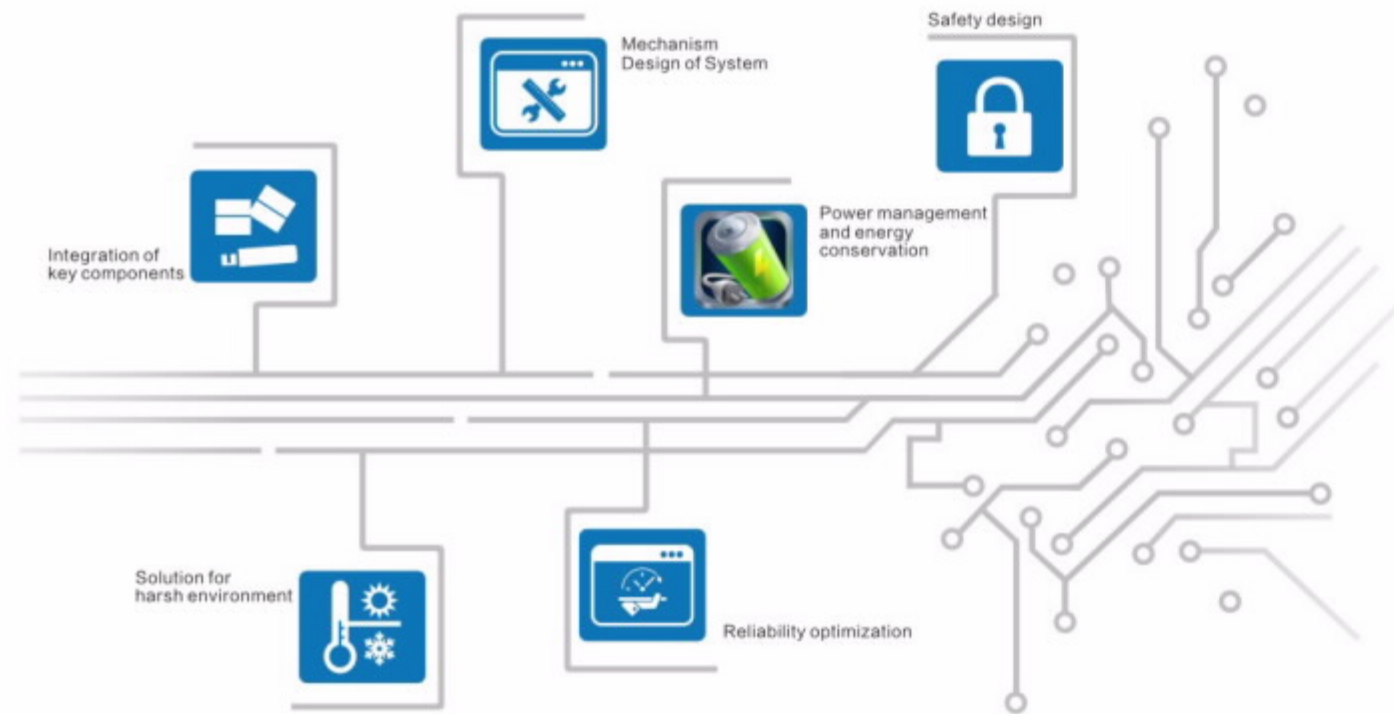 Safety design
Mechanism
Design of System
Power management
and energy
conservation
Integration of
key components
Solution for
harsh environment
Reliability optimization